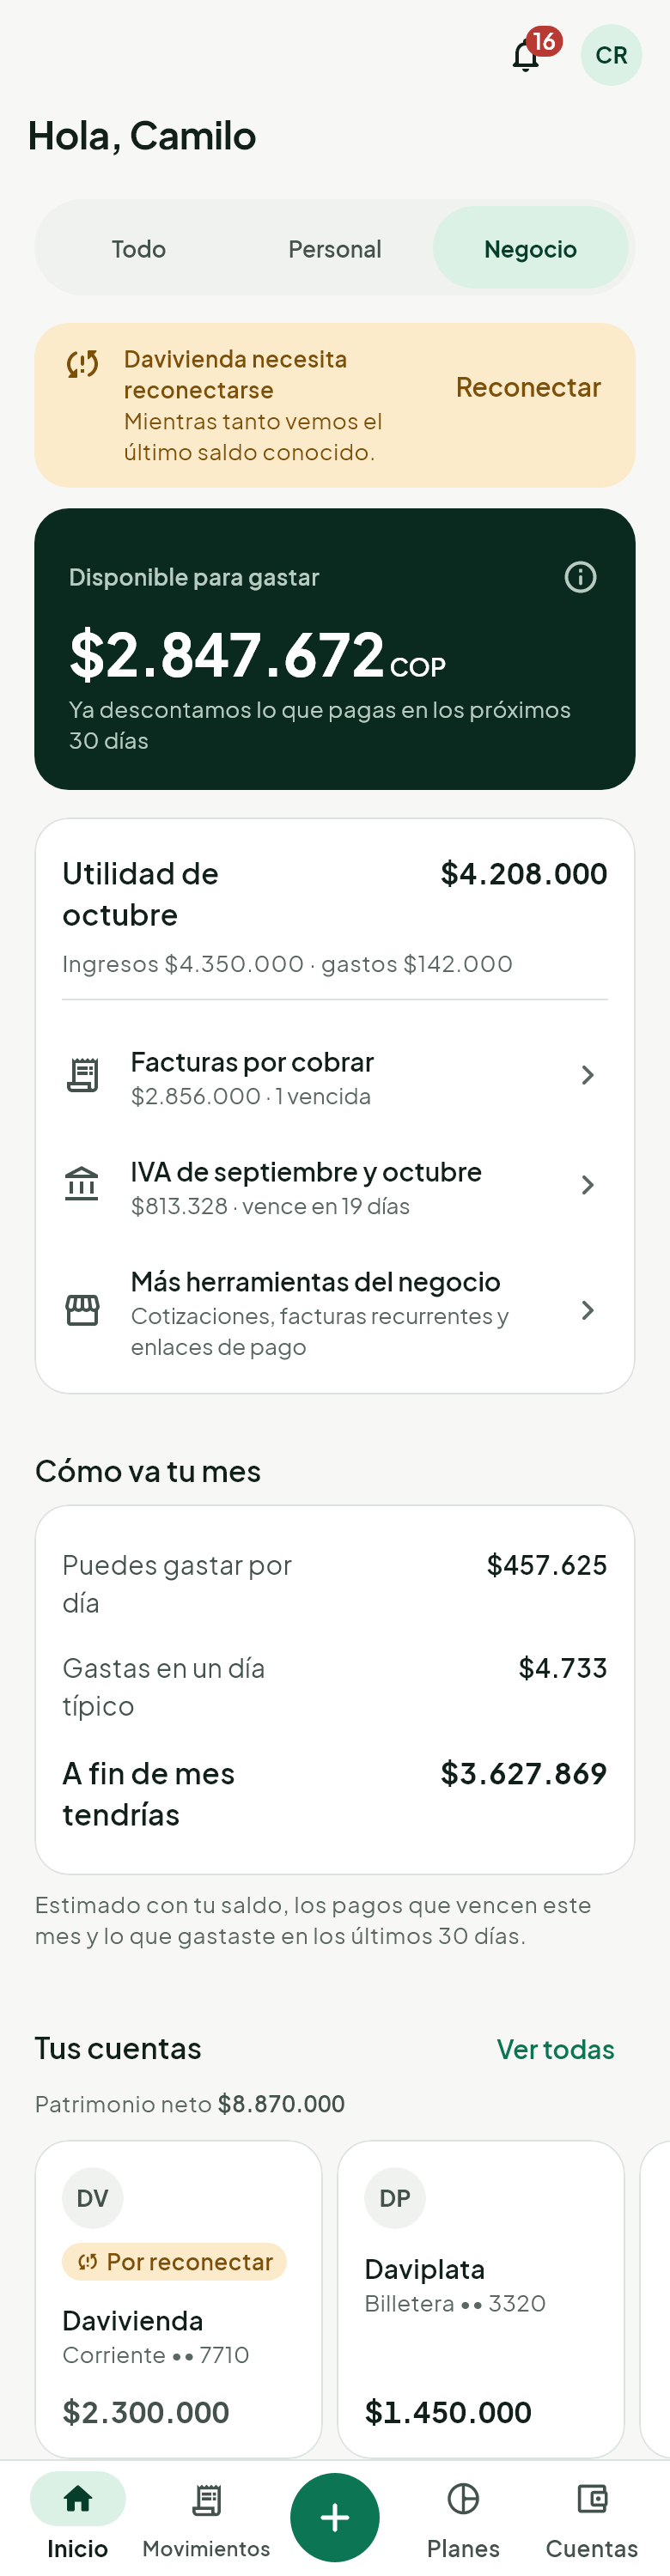 16
CR
Hola, Camilo
Todo
Personal
Negocio
Davivienda necesita
reconectarse
Mientras tanto vemos el
último saldo conocido.
Reconectar
Disponible para gastar
$2.847.672 COP
Ya descontamos lo que pagas en los próximos
30 días
Utilidad de
octubre
$4.208.000
Ingresos $4.350.000 · gastos $142.000
Facturas por cobrar
$2.856.000 · 1 vencida
IVA de septiembre y octubre
$813.328 · vence en 19 días
Más herramientas del negocio
Cotizaciones, facturas recurrentes y
enlaces de pago
Cómo va tu mes
Puedes gastar por
día
$457.625
Gastas en un día
típico
$4.733
A fin de mes
tendrías
$3.627.869
Estimado con tu saldo, los pagos que vencen este
mes y lo que gastaste en los últimos 30 días.
Tus cuentas
Ver todas
Patrimonio neto $8.870.000
DV
Por reconectar
Davivienda
Corriente •• 7710
$2.300.000
DP
Daviplata
Billetera •• 3320
$1.450.000
Inicio
Movimientos
Planes
Cuentas